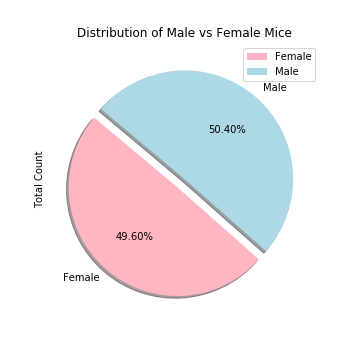 Distribution of Male vs Female Mice
Female
Male
Male
50.40%
Total Count
49.60%
Female